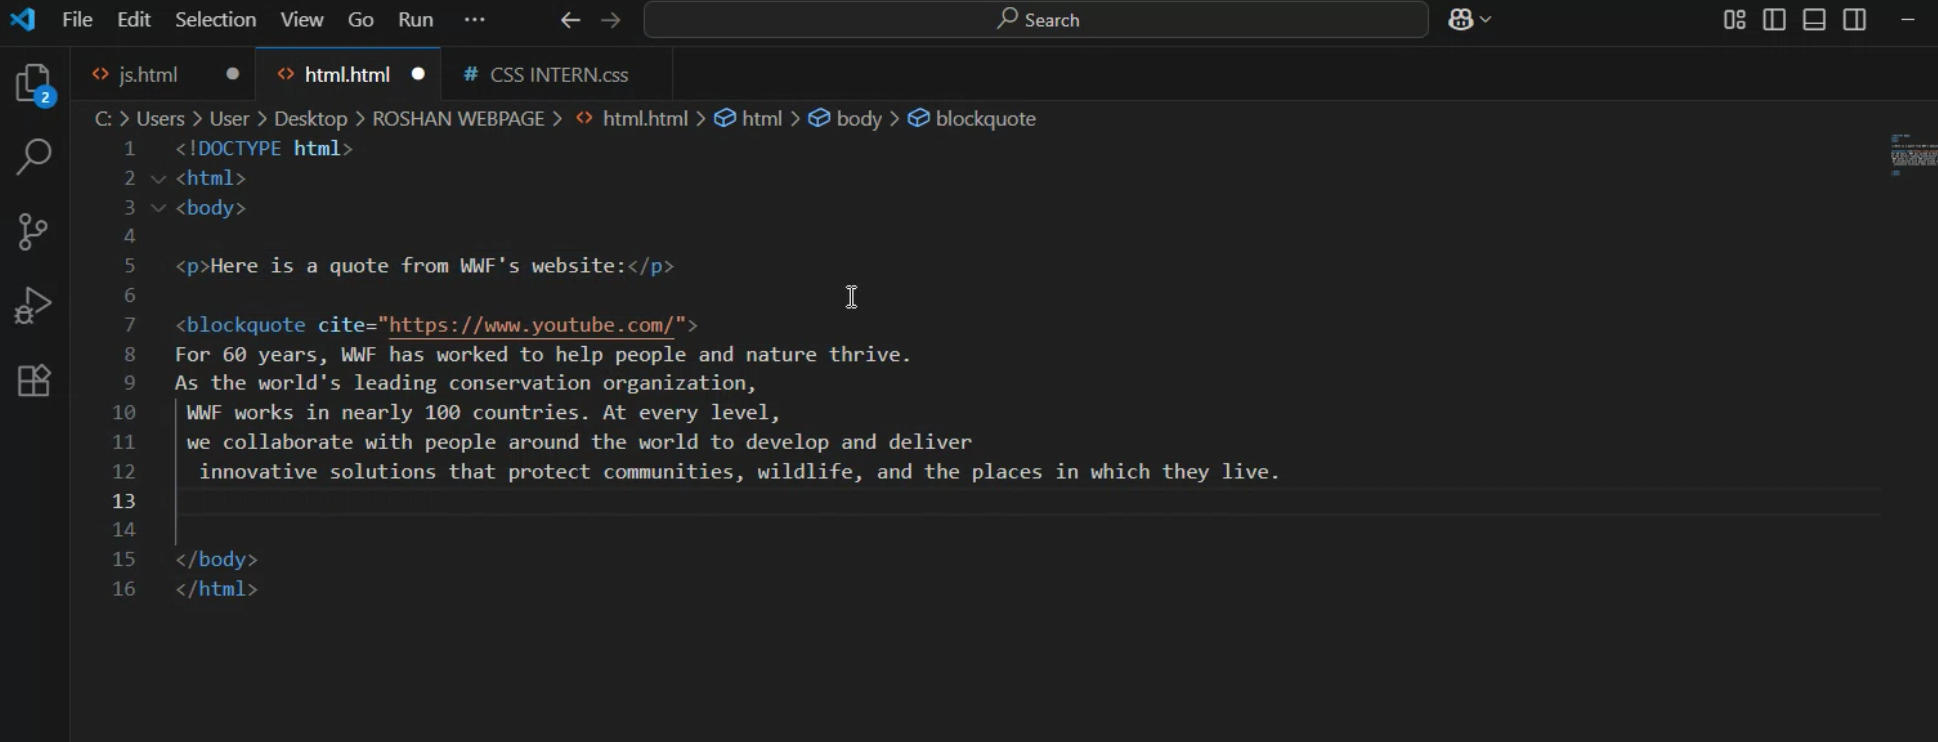 File Edit Selection View Go Run ··· Search
2
js.html html.html # CSS INTERN.css
C: > Users > User > Desktop > ROSHAN WEBPAGE > <> html.html > html > body > blockquote
1 <!DOCTYPE html>
2 <html>
3 <body>
4
5 <p>Here is a quote from WWF's website:</p>
6
7 <blockquote cite="https://www.youtube.com/">
8 For 60 years, WWF has worked to help people and nature thrive.
9 As the world's leading conservation organization,
10 WWF works in nearly 100 countries. At every level,
11 we collaborate with people around the world to develop and deliver
12 innovative solutions that protect communities, wildlife, and the places in which they live.
13
14
15 </body>
16 </html>